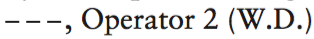 – – –, Operator 2 (W.D.)